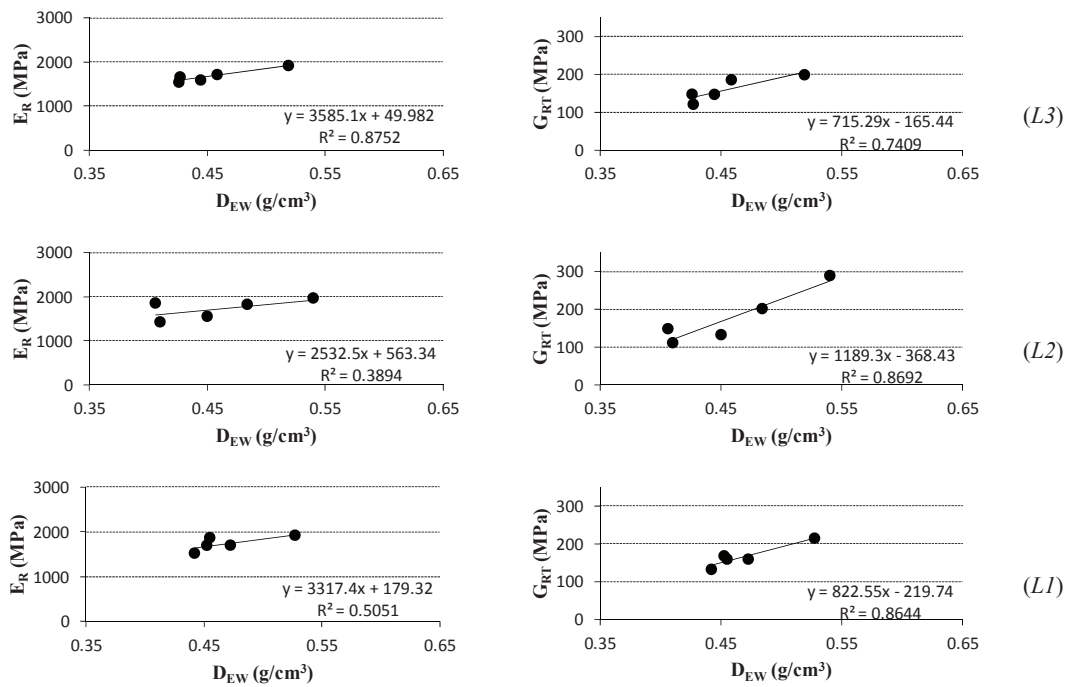 E_R (MPa)
3000
2000
1000
0
0.35 0.45 0.55 0.65
y = 3585.1x + 49.982
R² = 0.8752
D_EW (g/cm³)
G_RT (MPa)
300
200
100
0
0.35 0.45 0.55 0.65
y = 715.29x - 165.44
R² = 0.7409
D_EW (g/cm³)
(L3)
E_R (MPa)
3000
2000
1000
0
0.35 0.45 0.55 0.65
y = 2532.5x + 563.34
R² = 0.3894
D_EW (g/cm³)
G_RT (MPa)
300
200
100
0
0.35 0.45 0.55 0.65
y = 1189.3x - 368.43
R² = 0.8692
D_EW (g/cm³)
(L2)
E_R (MPa)
3000
2000
1000
0
0.35 0.45 0.55 0.65
y = 3317.4x + 179.32
R² = 0.5051
D_EW (g/cm³)
G_RT (MPa)
300
200
100
0
0.35 0.45 0.55 0.65
y = 822.55x - 219.74
R² = 0.8644
D_EW (g/cm³)
(L1)